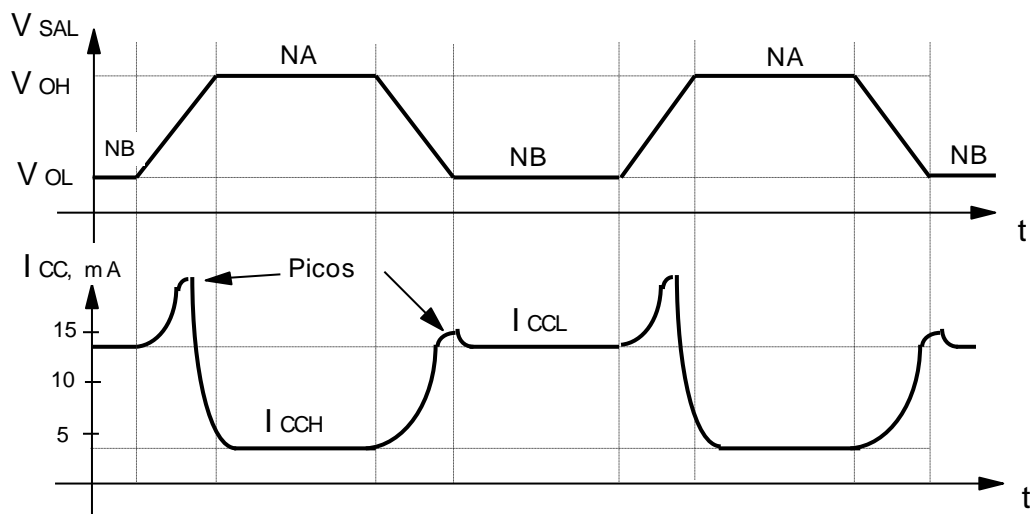 V SAL
NA
NA
V OH
NB
NB
NB
V OL
t
I CC, mA
Picos
15
I CCL
10
I CCH
5
t